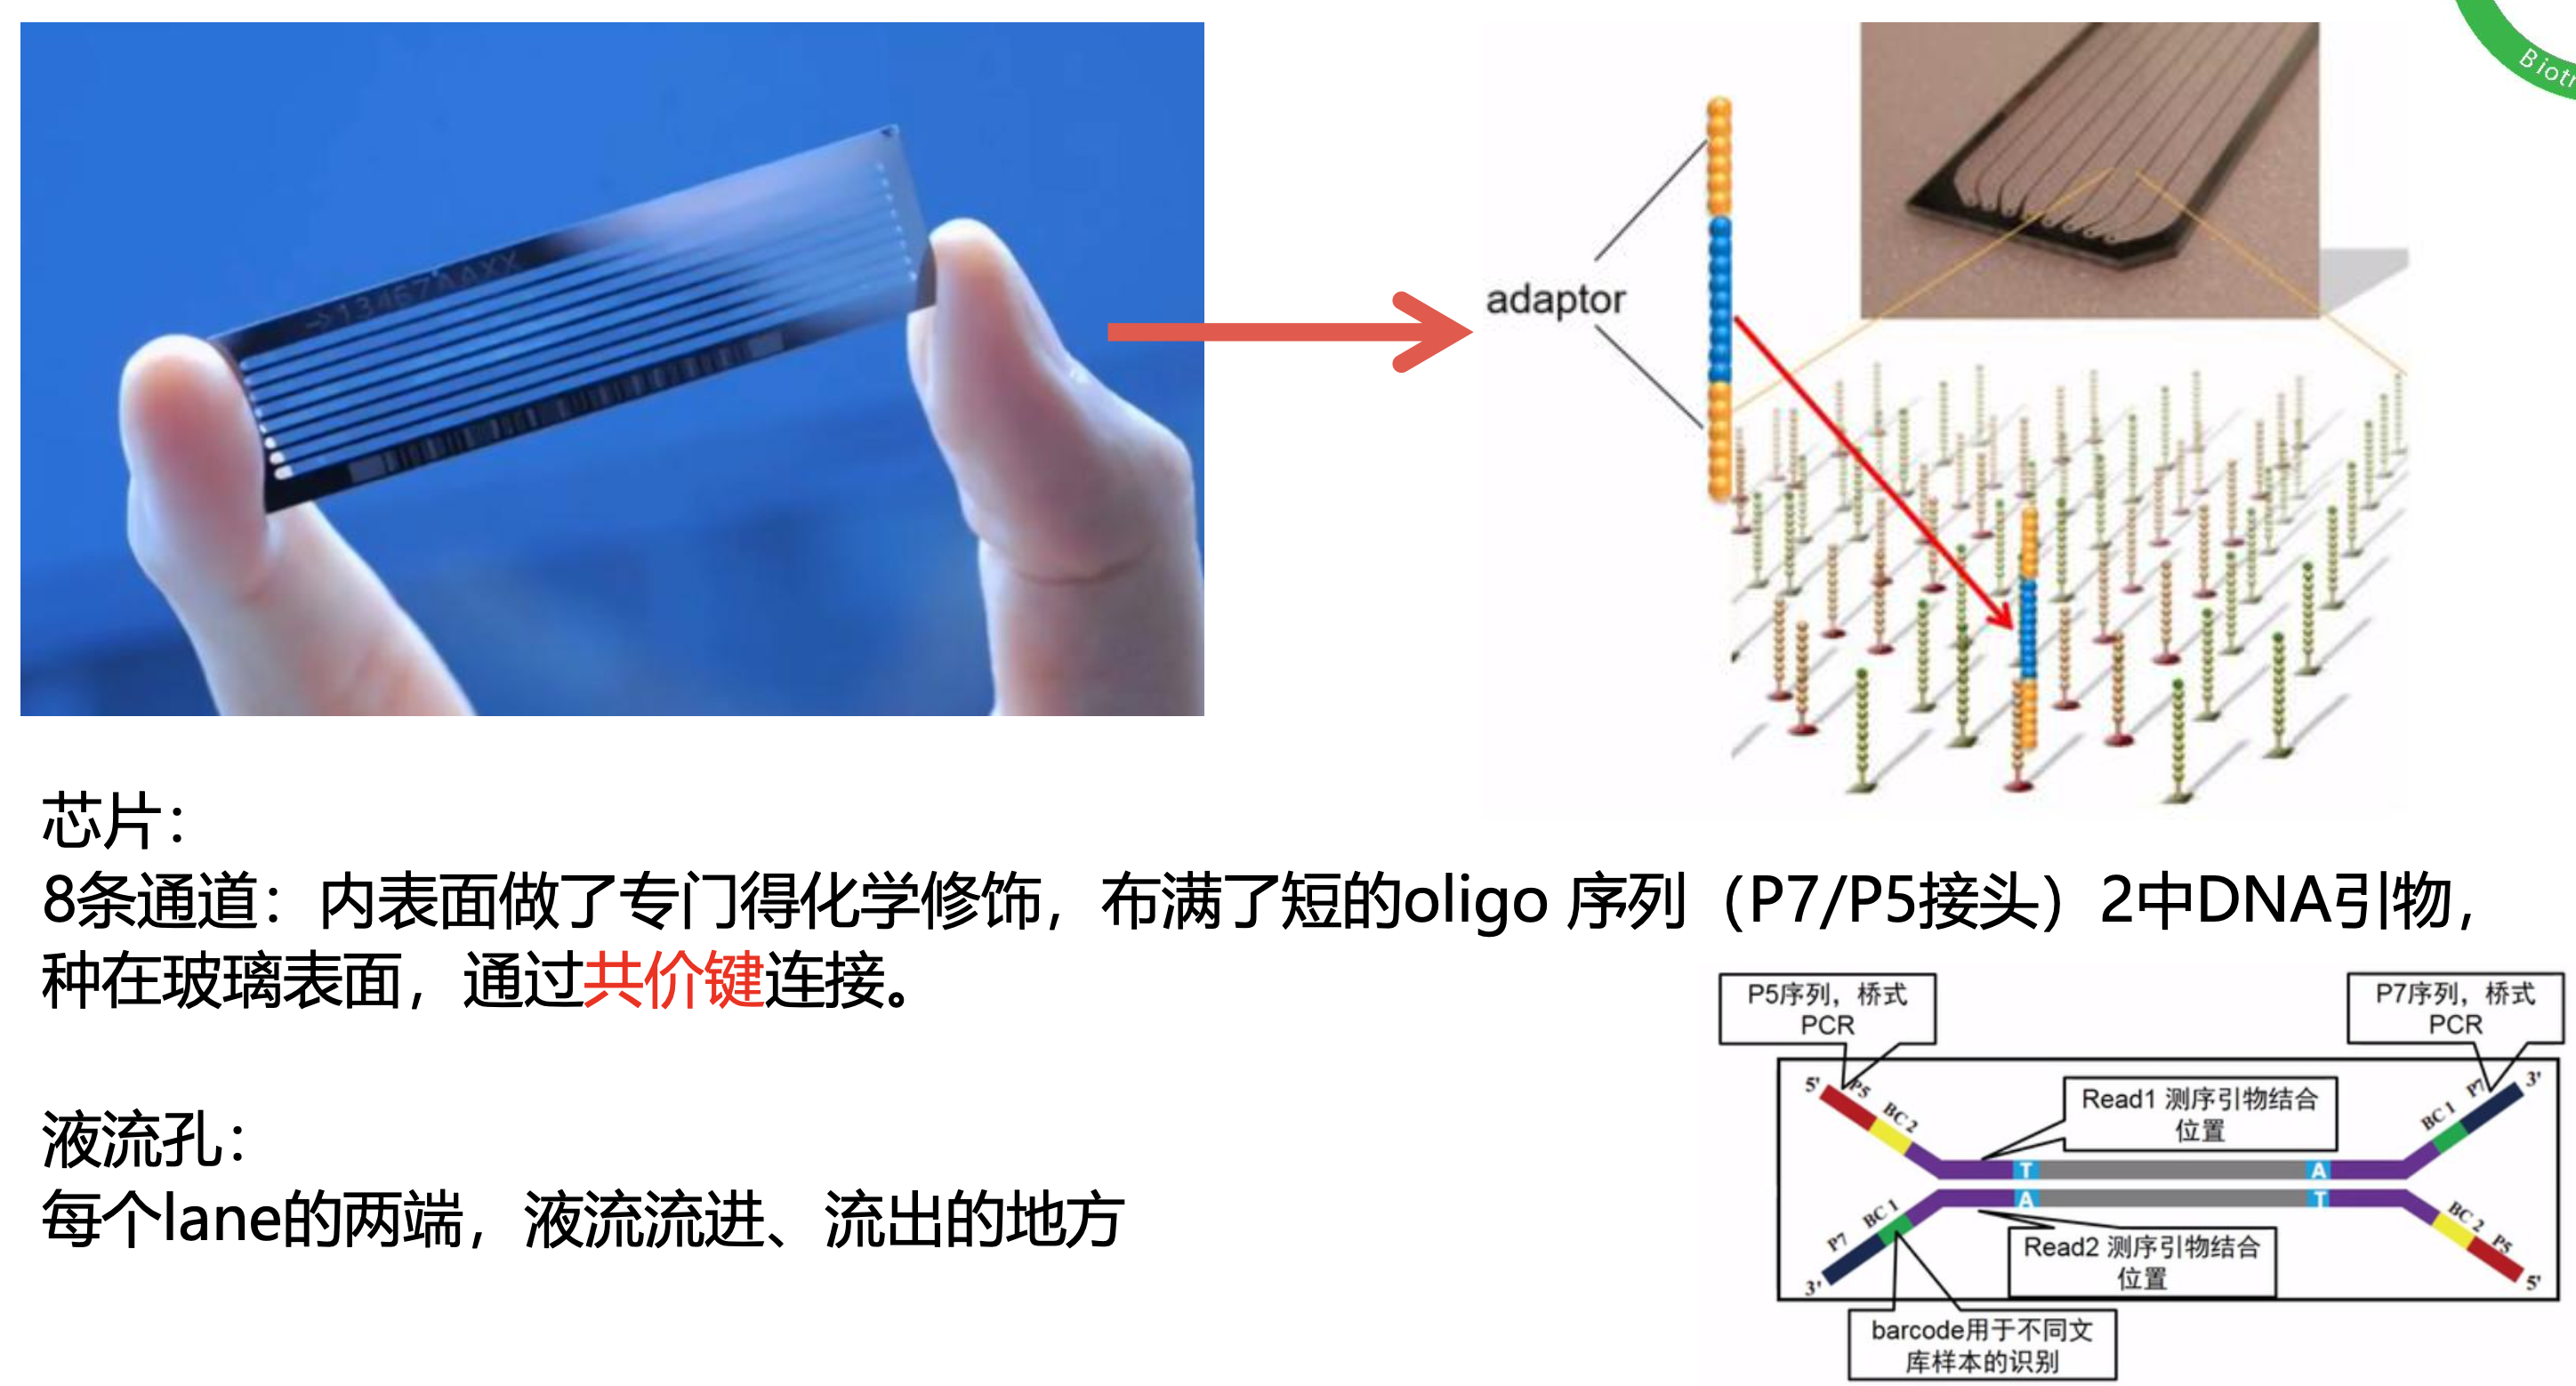 Biotr
->13467AAXX
adaptor
芯片：
8条通道：内表面做了专门得化学修饰，布满了短的oligo 序列（P7/P5接头）2中DNA引物，
种在玻璃表面，通过共价键连接。
液流孔：
每个lane的两端，液流流进、流出的地方
P5序列，桥式
PCR
P7序列，桥式
PCR
5'
P5
BC 2
Read1 测序引物结合
位置
BC 1
P7
3'
T
A
A
T
P7
BC 1
3'
Read2 测序引物结合
位置
BC 2
P5
5'
barcode用于不同文
库样本的识别